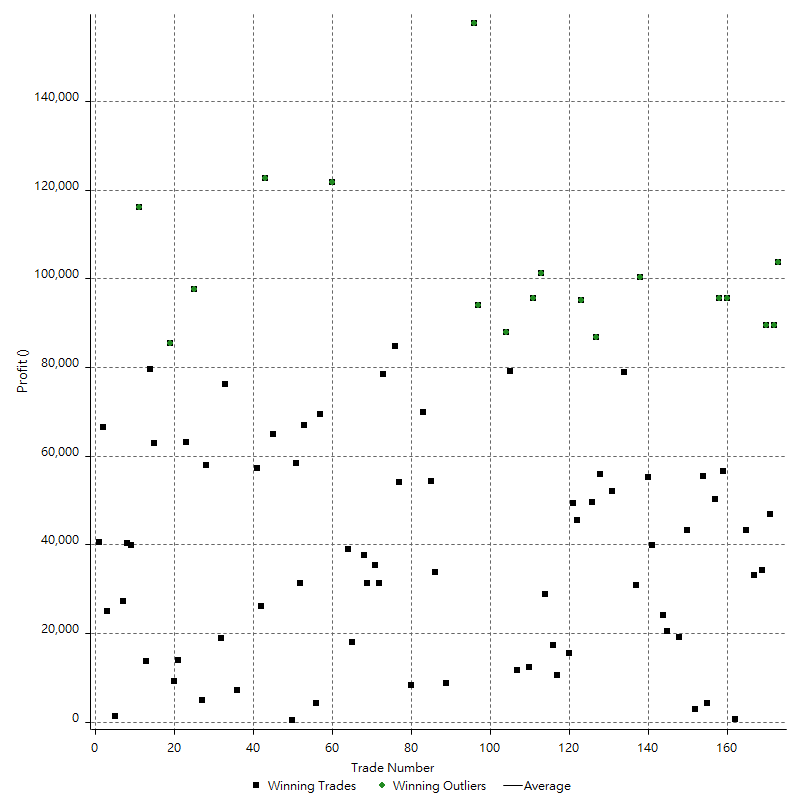 140,000
120,000
100,000
80,000
60,000
40,000
20,000
0
Profit ()
0 20 40 60 80 100 120 140 160
Trade Number
Winning Trades Winning Outliers Average